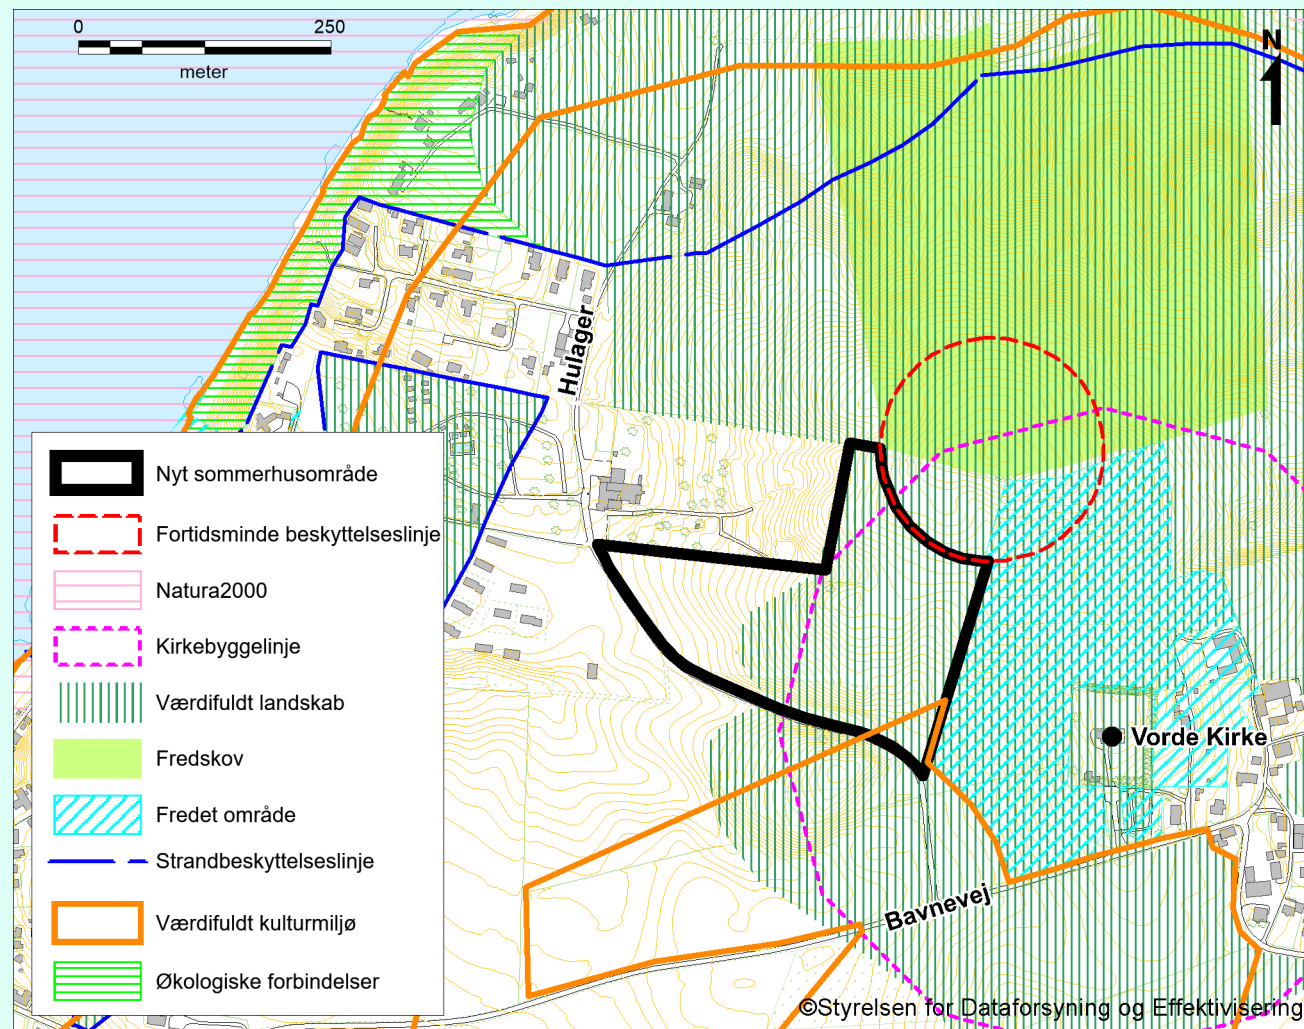 0 250
meter
N
Hulager
Nyt sommerhusområde
Fortidsminde beskyttelseslinje
Natura2000
Kirkebyggelinje
Værdifuldt landskab
Fredskov
Fredet område
Strandbeskyttelseslinje
Værdifuldt kulturmiljø
Økologiske forbindelser
Vorde Kirke
Bavnevej
©Styrelsen for Dataforsyning og Effektivisering